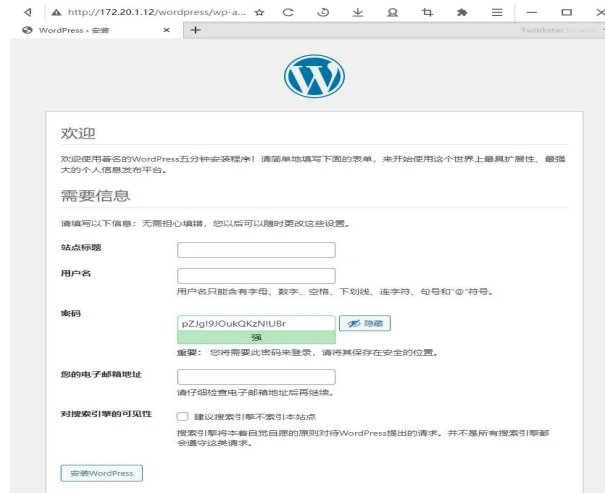 http://172.20.1.12/wordpress/wp-a...
WordPress › 安装
Twinkstar Browser
欢迎
欢迎使用著名的WordPress五分钟安装程序！请简单地填写下面的表单，来开始使用这个世界上最具扩展性、最强
大的个人信息发布平台。
需要信息
请填写以下信息：无需担心填错，您以后可以随时更改这些设置。
站点标题
用户名
用户名只能含有字母、数字、空格、下划线、连字符、句号和“@”符号。
密码
pZJg!9JOukQKzN!UBr
隐藏
强
重要： 您将需要此密码来登录，请将其保存在安全的位置。
您的电子邮箱地址
请仔细检查电子邮箱地址后再继续。
对搜索引擎的可见性
建议搜索引擎不索引本站点
搜索引擎将本着自觉自愿的原则对待WordPress提出的请求。并不是所有搜索引擎都
会遵守这类请求。
安装WordPress